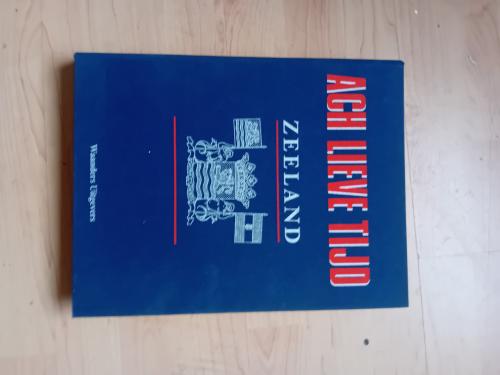 ACH LIEVE TIJD
ZEELAND
Waanders Uitgevers